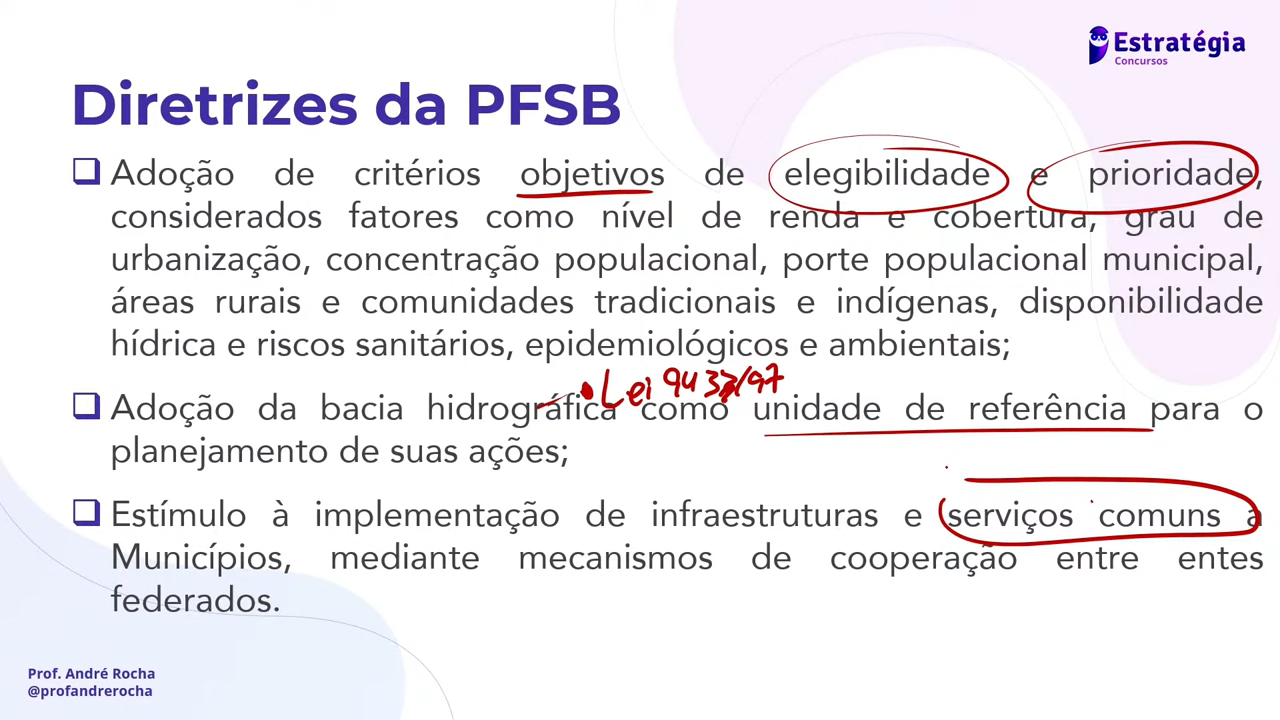 Estratégia
Concursos
Diretrizes da PFSB
Adoção de critérios objetivos de elegibilidade e prioridade,
considerados fatores como nível de renda e cobertura, grau de
urbanização, concentração populacional, porte populacional municipal,
áreas rurais e comunidades tradicionais e indígenas, disponibilidade
hídrica e riscos sanitários, epidemiológicos e ambientais;
Lei 9433/97
Adoção da bacia hidrográfica como unidade de referência para o
planejamento de suas ações;
Estímulo à implementação de infraestruturas e serviços comuns a
Municípios, mediante mecanismos de cooperação entre entes
federados.
Prof. André Rocha
@profandrerocha